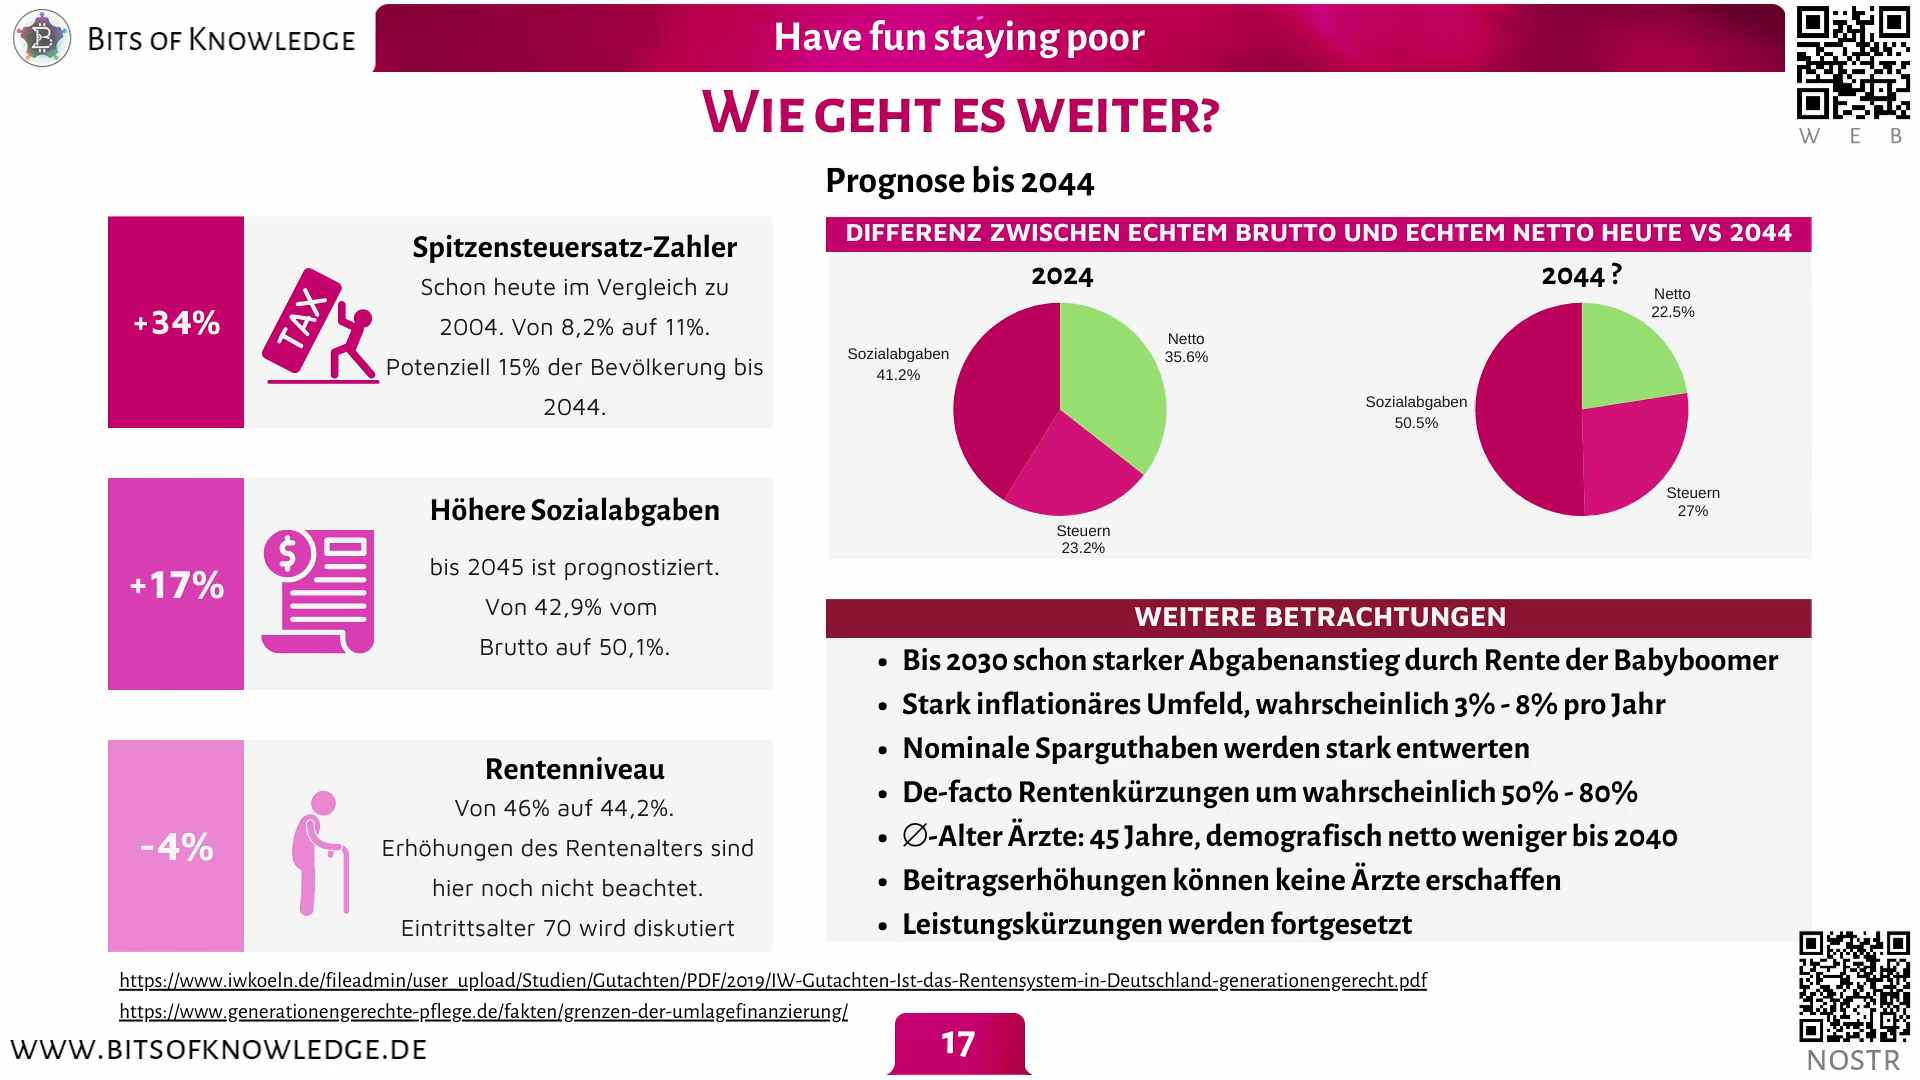 Bits of Knowledge
Have fun staying poor
WEB
Wie geht es weiter?
+34%
TAX
Spitzensteuersatz-Zahler
Schon heute im Vergleich zu
2004. Von 8,2% auf 11%.
Potenziell 15% der Bevölkerung bis
2044.
+17%
$
Höhere Sozialabgaben
bis 2045 ist prognostiziert.
Von 42,9% vom
Brutto auf 50,1%.
-4%
Rentenniveau
Von 46% auf 44,2%.
Erhöhungen des Rentenalters sind
hier noch nicht beachtet.
Eintrittsalter 70 wird diskutiert
Prognose bis 2044
DIFFERENZ ZWISCHEN ECHTEM BRUTTO UND ECHTEM NETTO HEUTE VS 2044
2024
Netto
35.6%
Sozialabgaben
41.2%
Steuern
23.2%
2044 ?
Netto
22.5%
Sozialabgaben
50.5%
Steuern
27%
WEITERE BETRACHTUNGEN
• Bis 2030 schon starker Abgabenanstieg durch Rente der Babyboomer
• Stark inflationäres Umfeld, wahrscheinlich 3% - 8% pro Jahr
• Nominale Sparguthaben werden stark entwerten
• De-facto Rentenkürzungen um wahrscheinlich 50% - 80%
• ∅-Alter Ärzte: 45 Jahre, demografisch netto weniger bis 2040
• Beitragserhöhungen können keine Ärzte erschaffen
• Leistungskürzungen werden fortgesetzt
https://www.iwkoeln.de/fileadmin/user_upload/Studien/Gutachten/PDF/2019/IW-Gutachten-Ist-das-Rentensystem-in-Deutschland-generationengerecht.pdf
https://www.generationengerechte-pflege.de/fakten/grenzen-der-umlagefinanzierung/
WWW.BITSOFKNOWLEDGE.DE
17
NOSTR